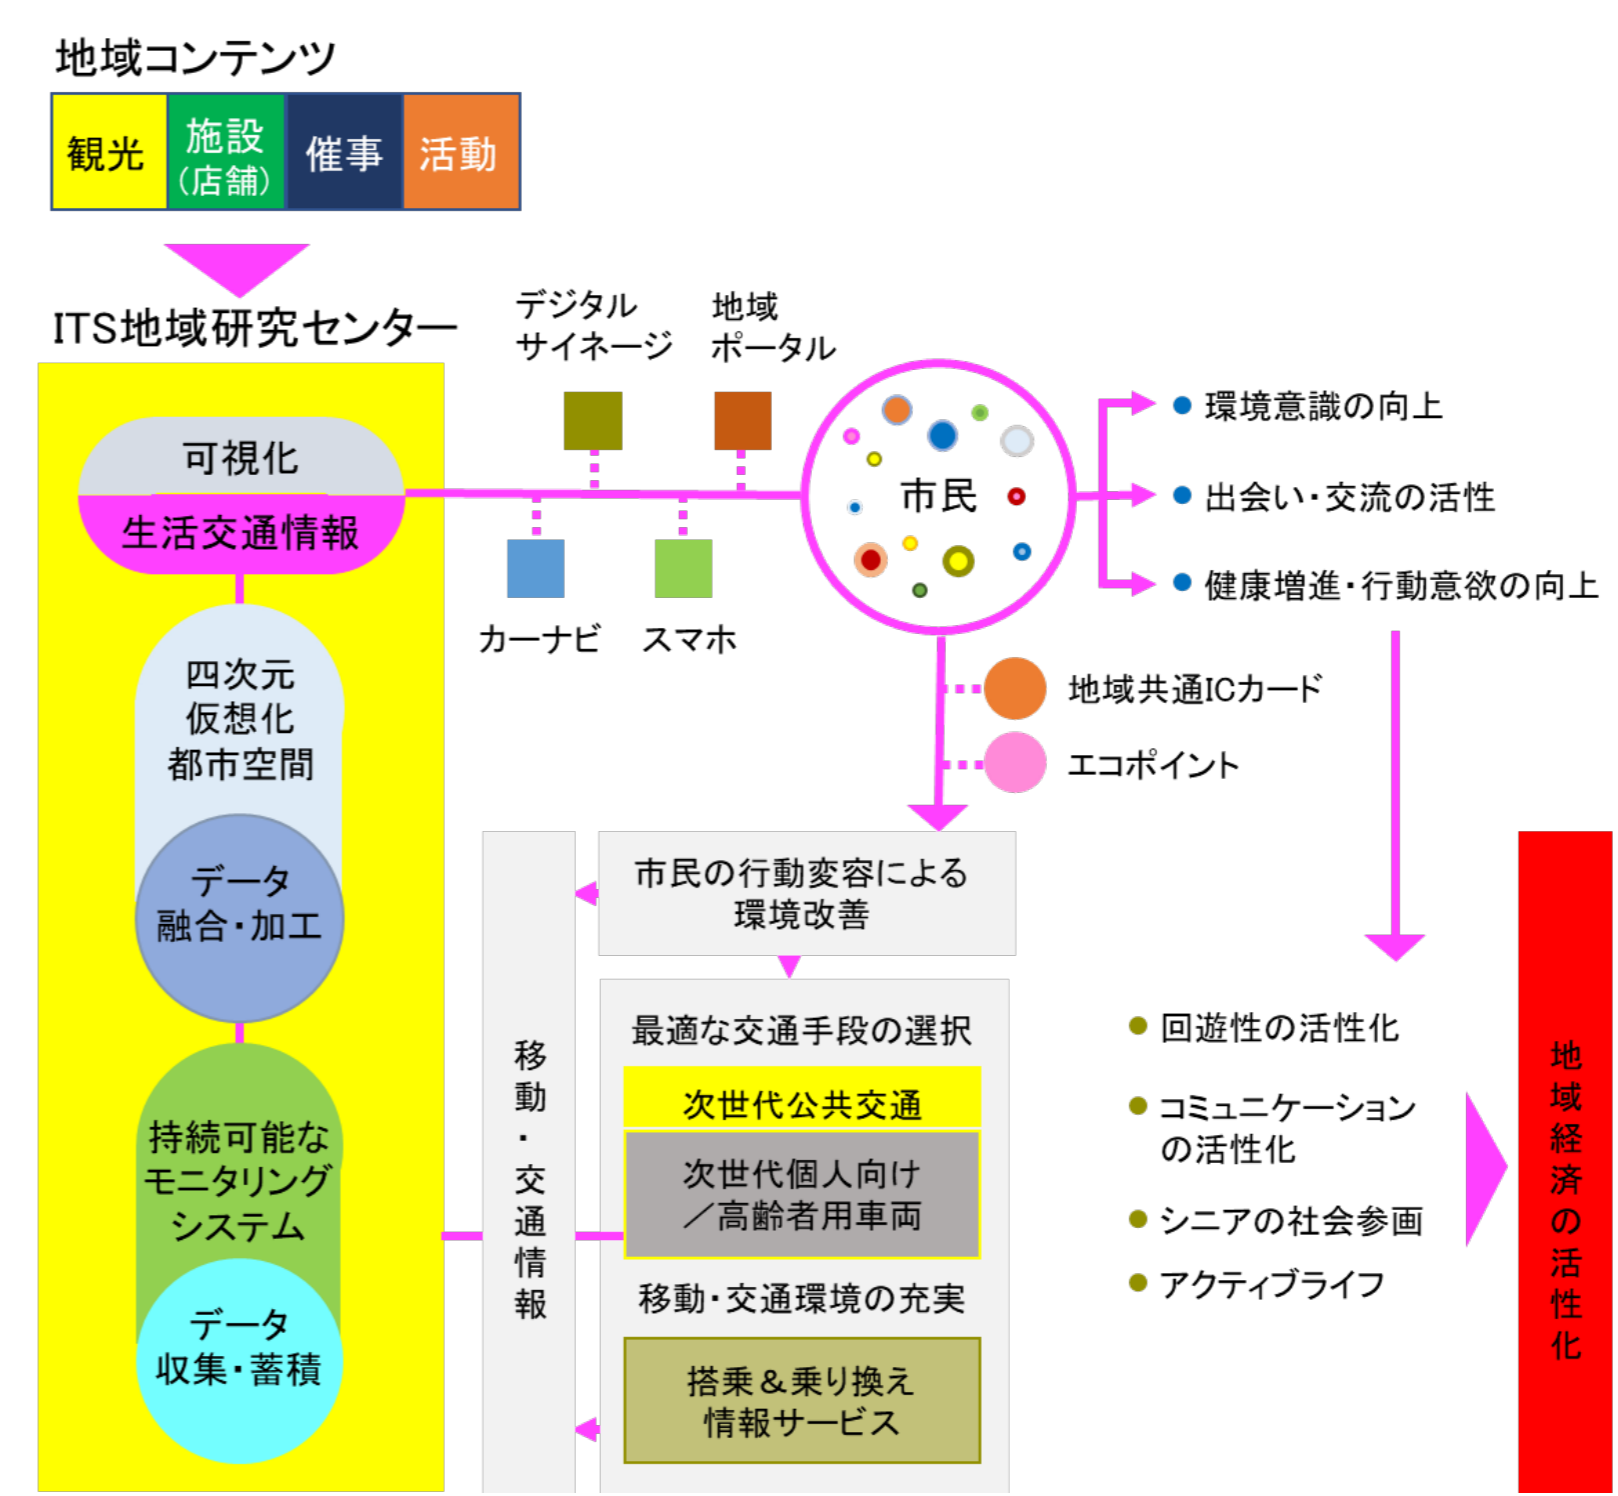 地域コンテンツ
観光
施設
(店舗)
催事
活動
ITS地域研究センター
可視化
生活交通情報
四次元
仮想化
都市空間
データ
融合・加工
持続可能な
モニタリング
システム
データ
収集・蓄積
デジタル
サイネージ
地域
ポータル
カーナビ
スマホ
市民
環境意識の向上
出会い・交流の活性
健康増進・行動意欲の向上
地域共通ICカード
エコポイント
市民の行動変容による
環境改善
移動・交通情報
最適な交通手段の選択
次世代公共交通
次世代個人向け
／高齢者用車両
移動・交通環境の充実
搭乗＆乗り換え
情報サービス
回遊性の活性化
コミュニケーション
の活性化
シニアの社会参画
アクティブライフ
地域経済の活性化